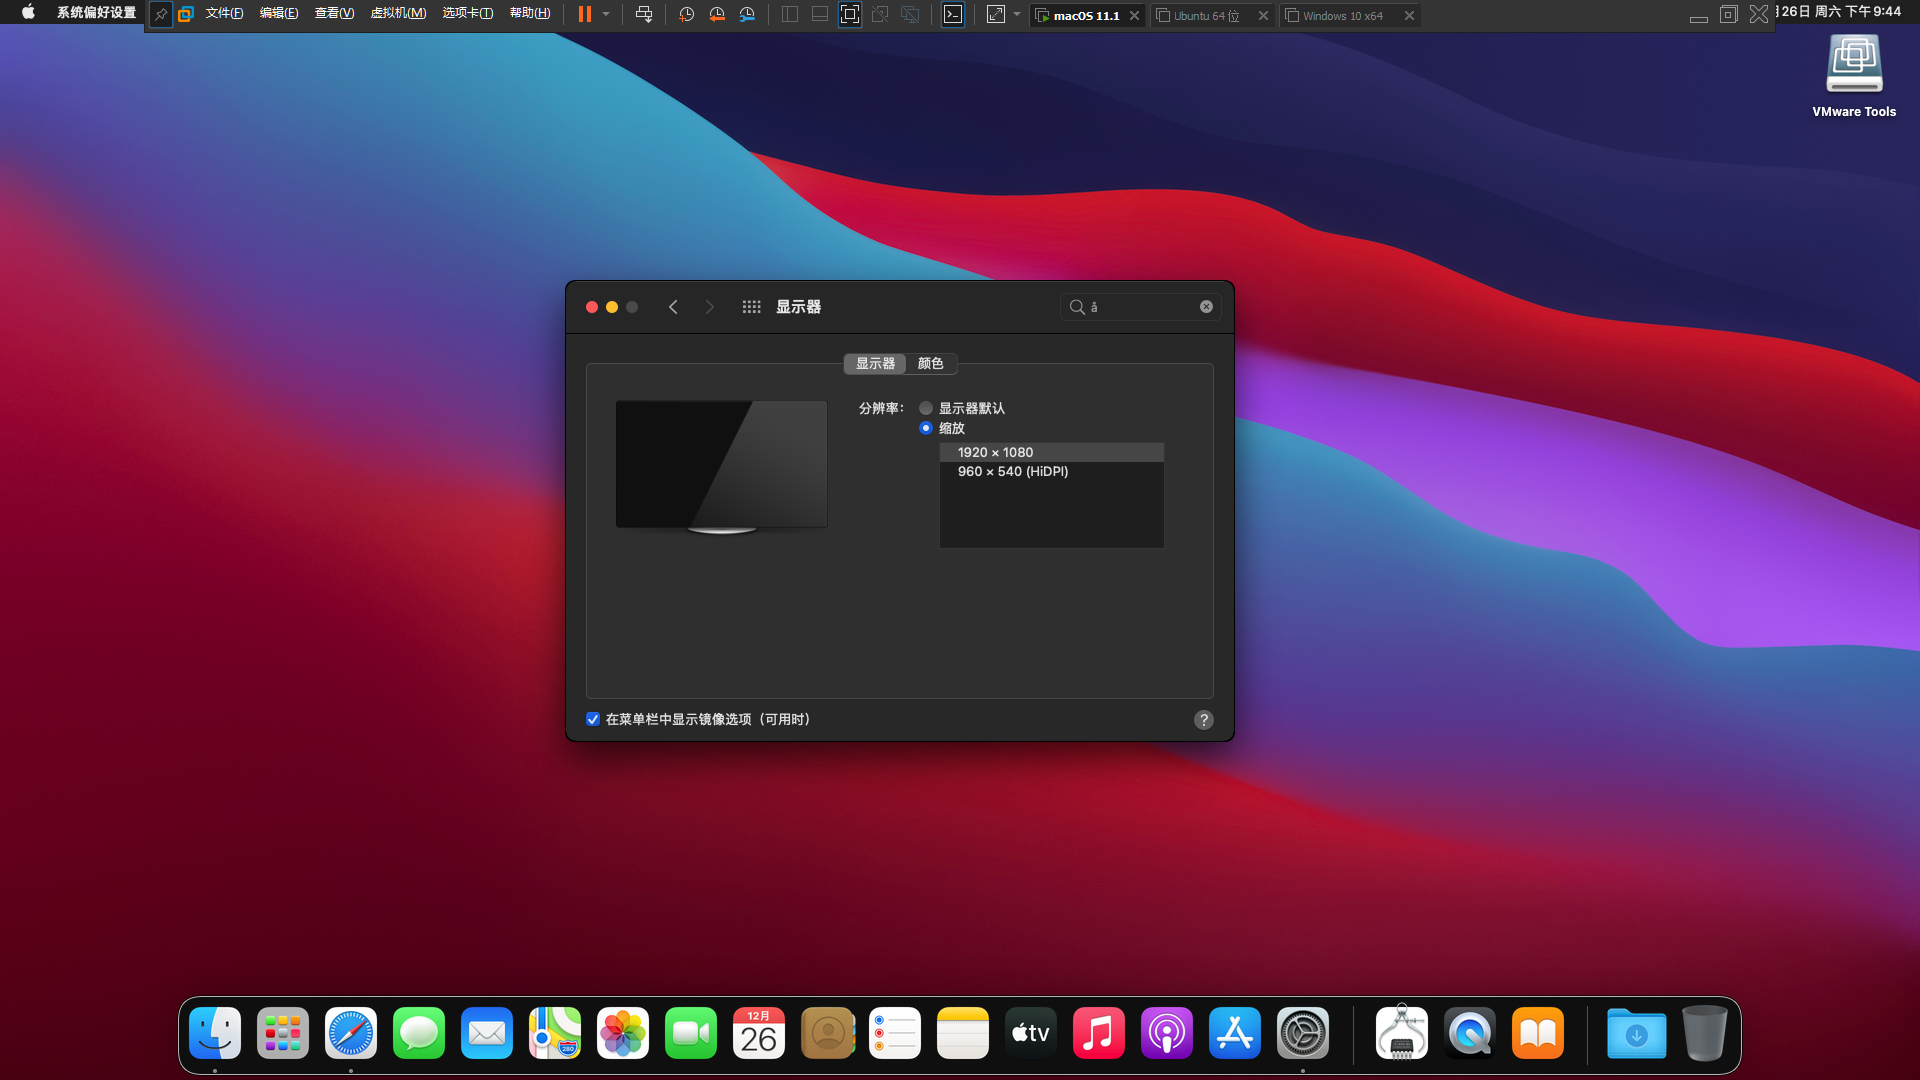 系统偏好设置 文件(F) 编辑(E) 查看(V) 虚拟机(M) 选项卡(T) 帮助(H) macOS 11.1 Ubuntu 64 位 Windows 10 x64 月26日 周六 下午9:44
VMware Tools
显示器 å
显示器 颜色
分辨率: 显示器默认
缩放
1920 × 1080
960 × 540 (HiDPI)
在菜单栏中显示镜像选项（可用时） ?
12月
26
280
tv